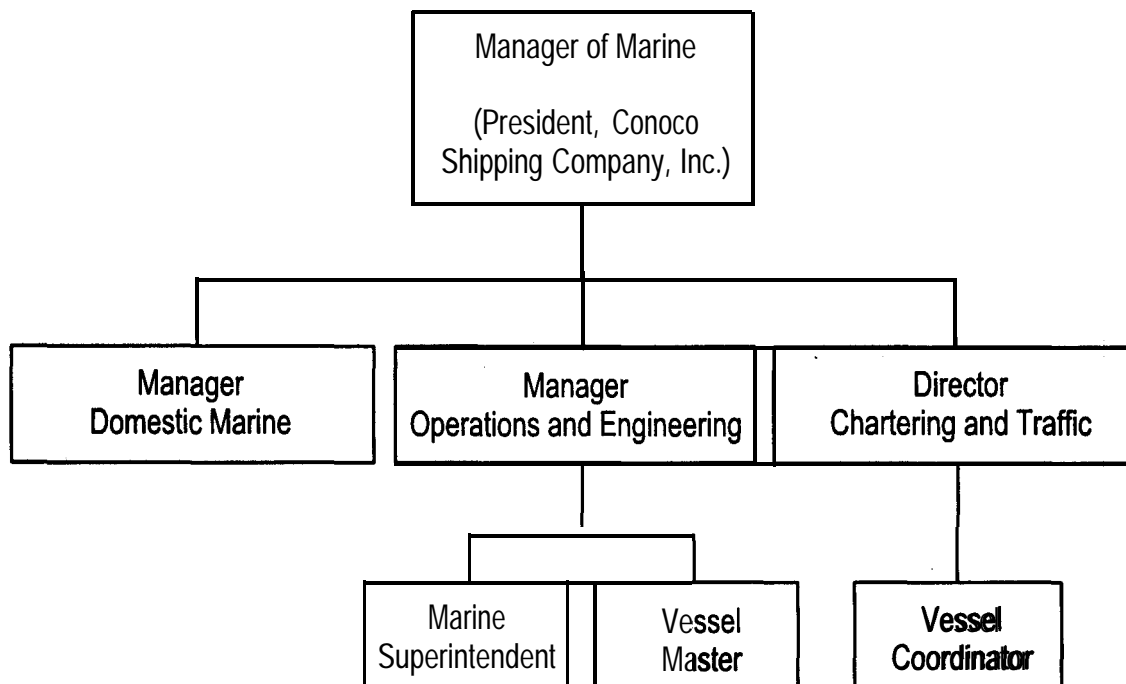 Manager of Marine
(President, Conoco
Shipping Company, Inc.)
Manager
Domestic Marine
Manager
Operations and Engineering
Director
Chartering and Traffic
Marine
Superintendent
Vessel
Master
Vessel
Coordinator